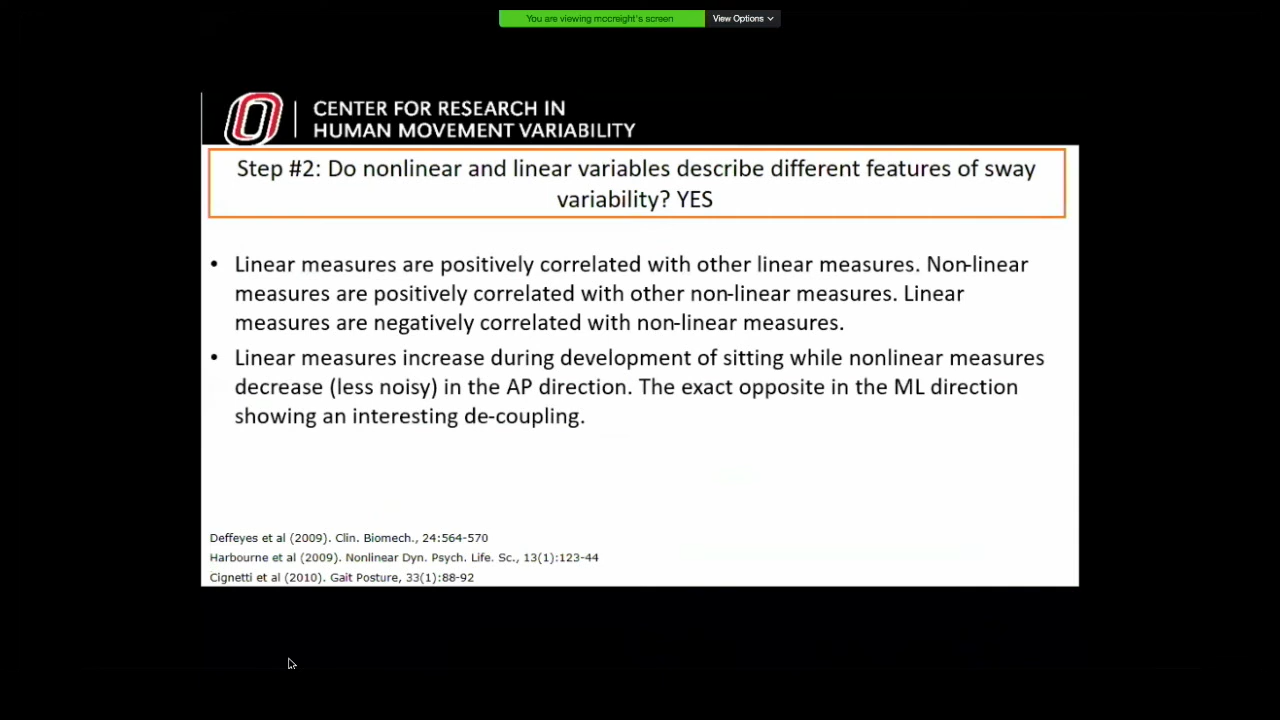 You are viewing mccreight's screen
View Options
CENTER FOR RESEARCH IN
HUMAN MOVEMENT VARIABILITY
Step #2: Do nonlinear and linear variables describe different features of sway
variability? YES
• Linear measures are positively correlated with other linear measures. Non-linear
measures are positively correlated with other non-linear measures. Linear
measures are negatively correlated with non-linear measures.
• Linear measures increase during development of sitting while nonlinear measures
decrease (less noisy) in the AP direction. The exact opposite in the ML direction
showing an interesting de-coupling.
Deffeyes et al (2009). Clin. Biomech., 24:564-570
Harbourne et al (2009). Nonlinear Dyn. Psych. Life. Sc., 13(1):123-44
Cignetti et al (2010). Gait Posture, 33(1):88-92